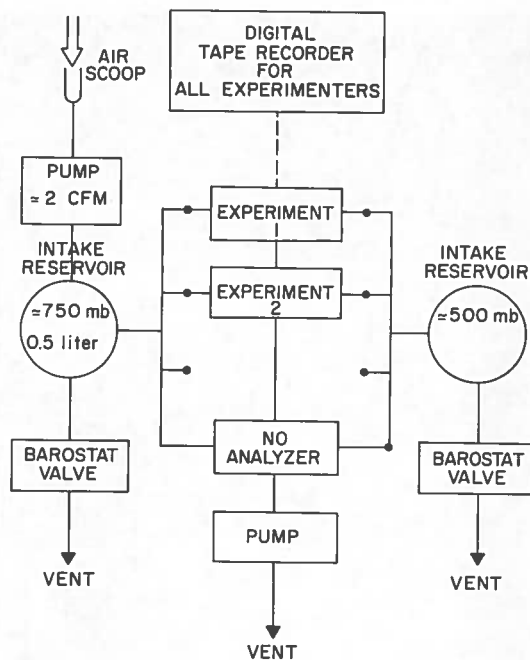 AIR
SCOOP
DIGITAL
TAPE RECORDER
FOR
ALL EXPERIMENTERS
PUMP
≃ 2 CFM
EXPERIMENT
INTAKE
RESERVOIR
INTAKE
RESERVOIR
EXPERIMENT
2
≃750 mb
0.5 liter
≃500 mb
NO
ANALYZER
BAROSTAT
VALVE
BAROSTAT
VALVE
PUMP
VENT
VENT
VENT